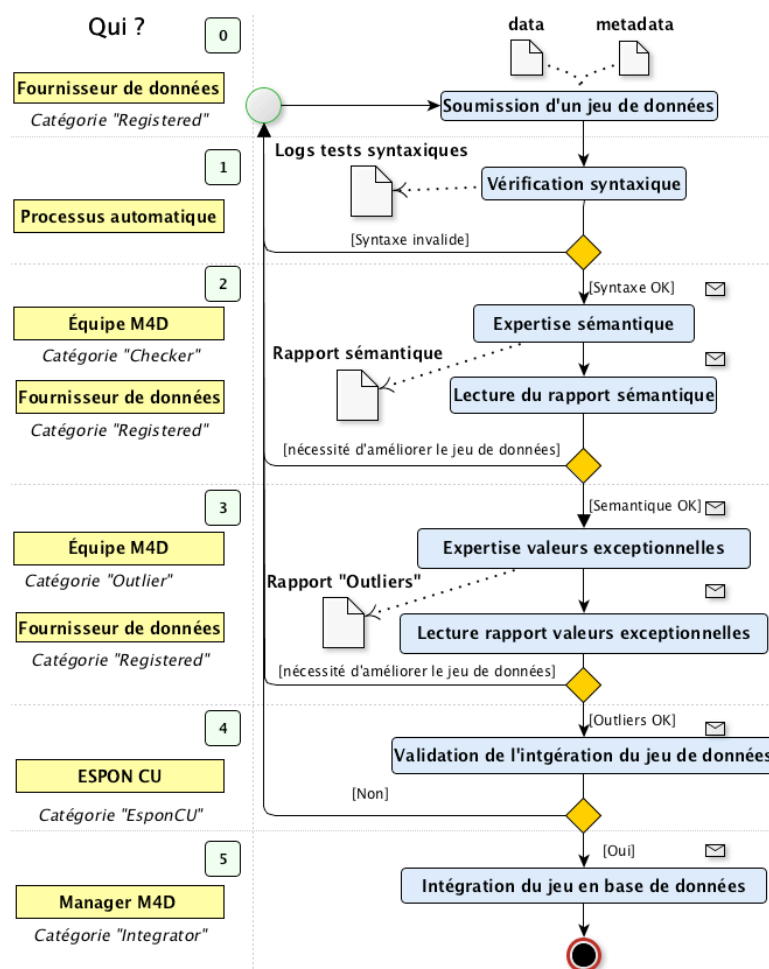 Qui ?
0
data
metadata
Fournisseur de données
Catégorie "Registered"
Soumission d'un jeu de données
1
Logs tests syntaxiques
Processus automatique
Vérification syntaxique
[Syntaxe invalide]
2
[Syntaxe OK]
Équipe M4D
Catégorie "Checker"
Expertise sémantique
Rapport sémantique
Fournisseur de données
Catégorie "Registered"
Lecture du rapport sémantique
[nécessité d'améliorer le jeu de données]
3
[Semantique OK]
Équipe M4D
Catégorie "Outlier"
Expertise valeurs exceptionnelles
Rapport "Outliers"
Fournisseur de données
Catégorie "Registered"
Lecture rapport valeurs exceptionnelles
[nécessité d'améliorer le jeu de données]
4
[Outliers OK]
ESPON CU
Catégorie "EsponCU"
Validation de l'intgération du jeu de données
[Non]
5
[Oui]
Manager M4D
Catégorie "Integrator"
Intégration du jeu en base de données